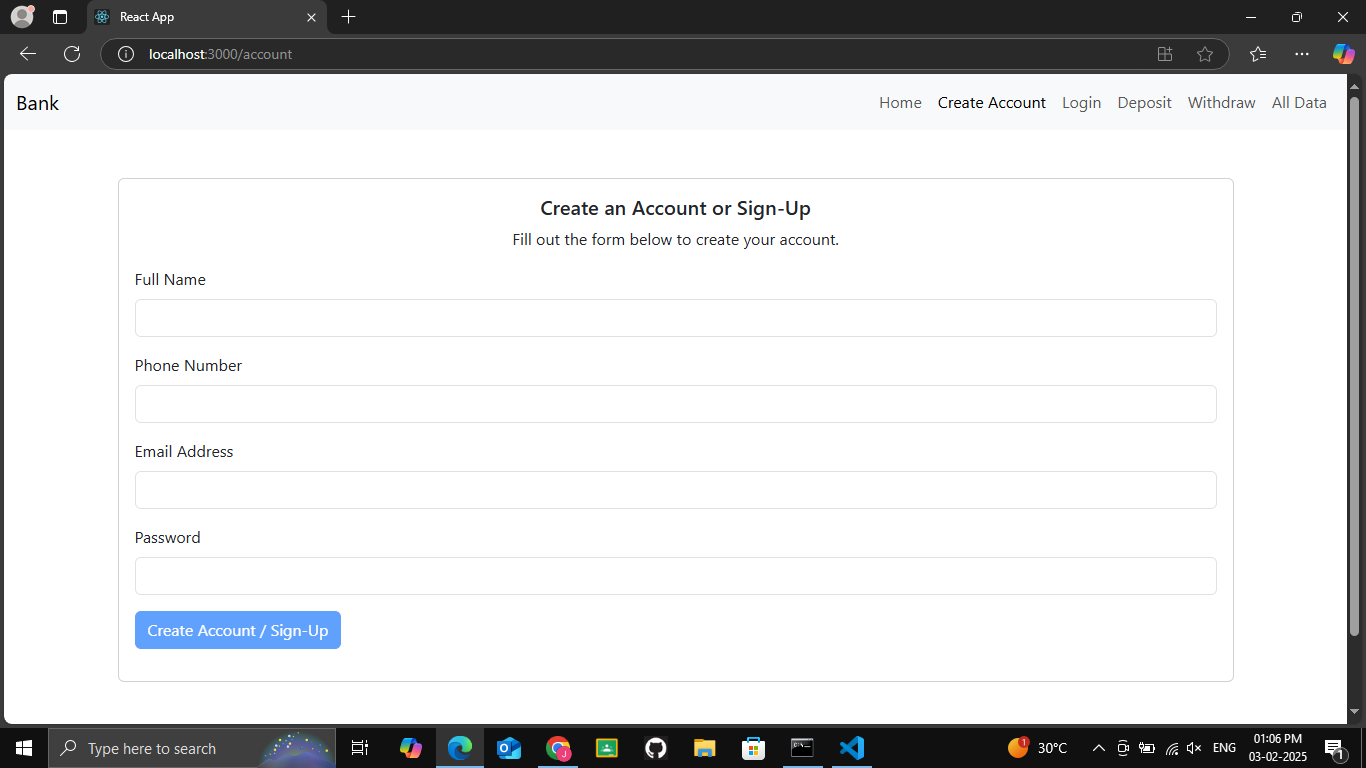 React App
localhost:3000/account
Bank
Home Create Account Login Deposit Withdraw All Data
Create an Account or Sign-Up
Fill out the form below to create your account.
Full Name
Phone Number
Email Address
Password
Create Account / Sign-Up
Type here to search
1
30°C
ENG
01:06 PM
03-02-2025
1